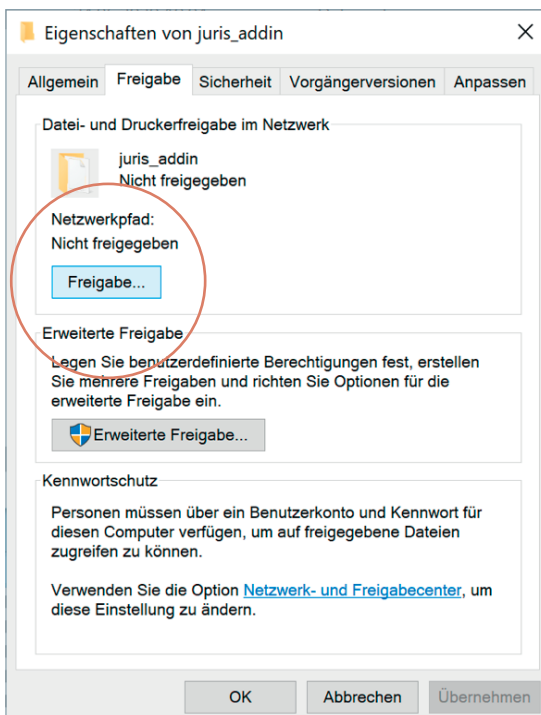 Eigenschaften von juris_addin
Allgemein Freigabe Sicherheit Vorgängerversionen Anpassen
Datei- und Druckerfreigabe im Netzwerk
juris_addin
Nicht freigegeben
Netzwerkpfad:
Nicht freigegeben
Freigabe...
Erweiterte Freigabe
Legen Sie benutzerdefinierte Berechtigungen fest, erstellen
Sie mehrere Freigaben und richten Sie Optionen für die
erweiterte Freigabe ein.
Erweiterte Freigabe...
Kennwortschutz
Personen müssen über ein Benutzerkonto und Kennwort für
diesen Computer verfügen, um auf freigegebene Dateien
zugreifen zu können.
Verwenden Sie die Option Netzwerk- und Freigabecenter, um
diese Einstellung zu ändern.
OK Abbrechen Übernehmen